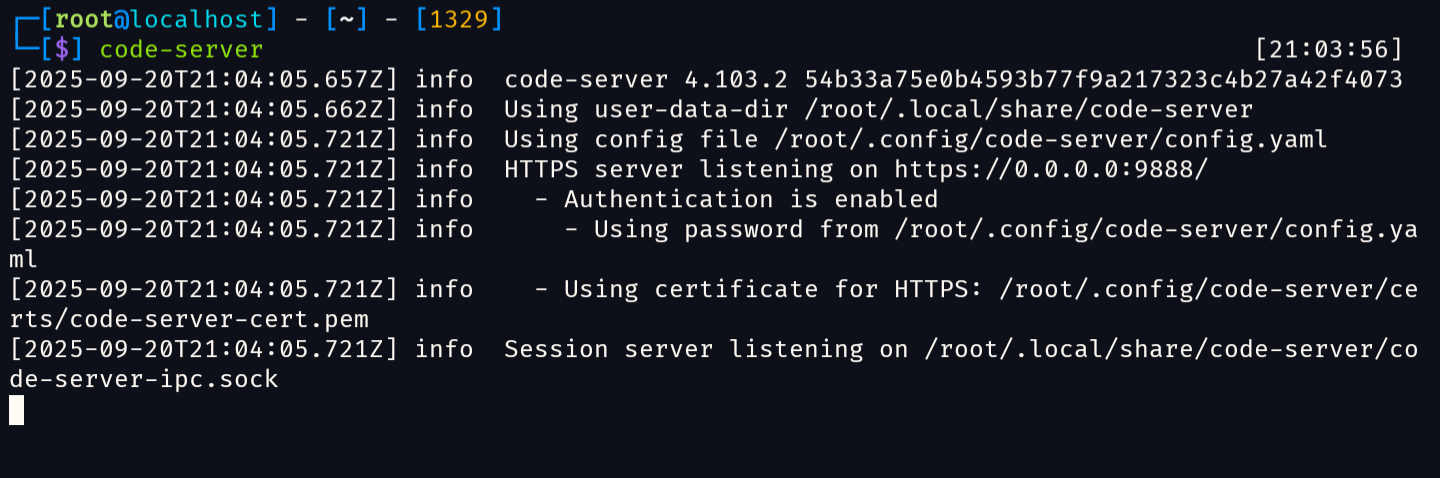 ┌─[root@localhost] - [~] - [1329]
└─[$] code-server [21:03:56]
[2025-09-20T21:04:05.657Z] info  code-server 4.103.2 54b33a75e0b4593b77f9a217323c4b27a42f4073
[2025-09-20T21:04:05.662Z] info  Using user-data-dir /root/.local/share/code-server
[2025-09-20T21:04:05.721Z] info  Using config file /root/.config/code-server/config.yaml
[2025-09-20T21:04:05.721Z] info  HTTPS server listening on https://0.0.0.0:9888/
[2025-09-20T21:04:05.721Z] info    - Authentication is enabled
[2025-09-20T21:04:05.721Z] info      - Using password from /root/.config/code-server/config.ya
ml
[2025-09-20T21:04:05.721Z] info    - Using certificate for HTTPS: /root/.config/code-server/ce
rts/code-server-cert.pem
[2025-09-20T21:04:05.721Z] info  Session server listening on /root/.local/share/code-server/co
de-server-ipc.sock